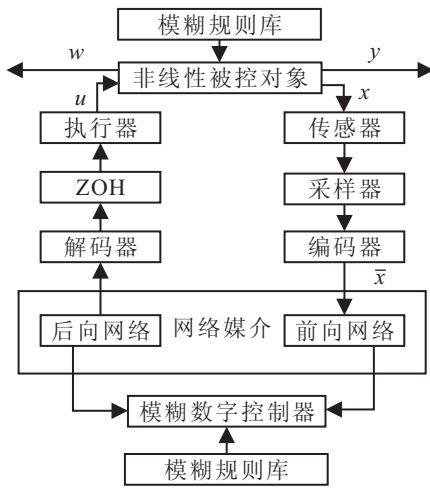 模糊规则库
w
y
非线性被控对象
u
x
执行器
传感器
ZOH
采样器
解码器
编码器
x̄
后向网络
网络媒介
前向网络
模糊数字控制器
模糊规则库